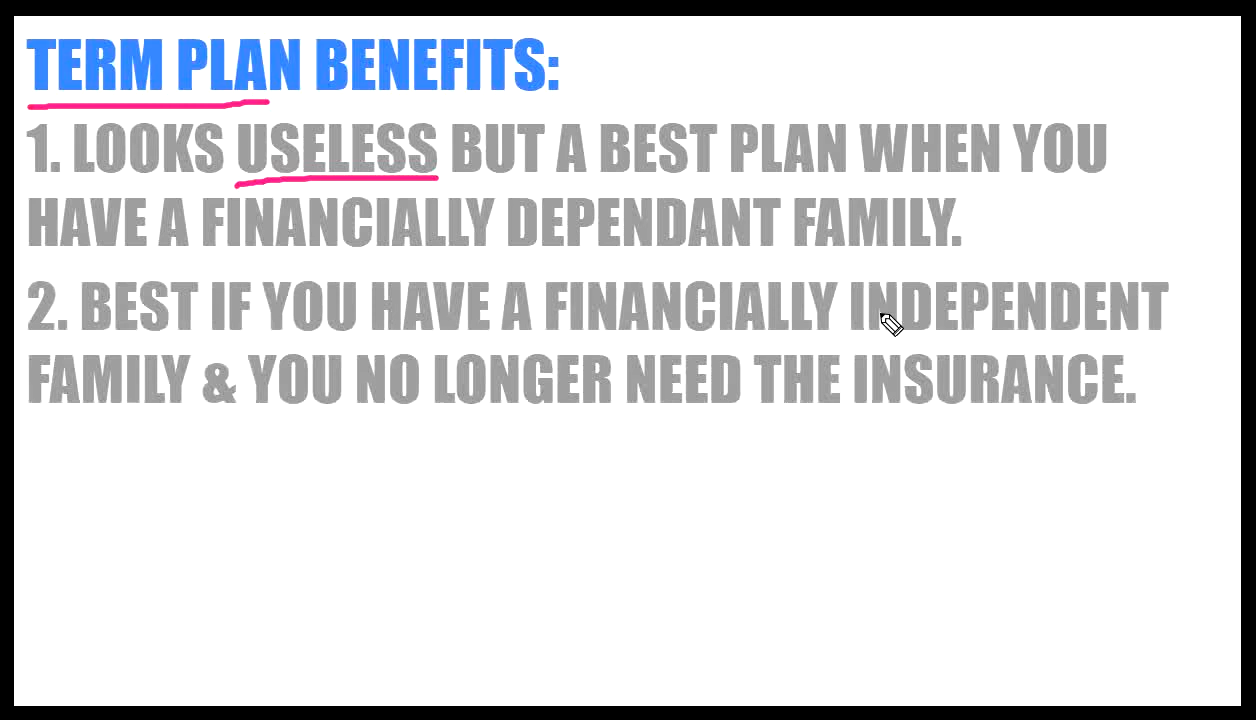 TERM PLAN BENEFITS:
1. LOOKS USELESS BUT A BEST PLAN WHEN YOU
HAVE A FINANCIALLY DEPENDANT FAMILY.
2. BEST IF YOU HAVE A FINANCIALLY INDEPENDENT
FAMILY & YOU NO LONGER NEED THE INSURANCE.